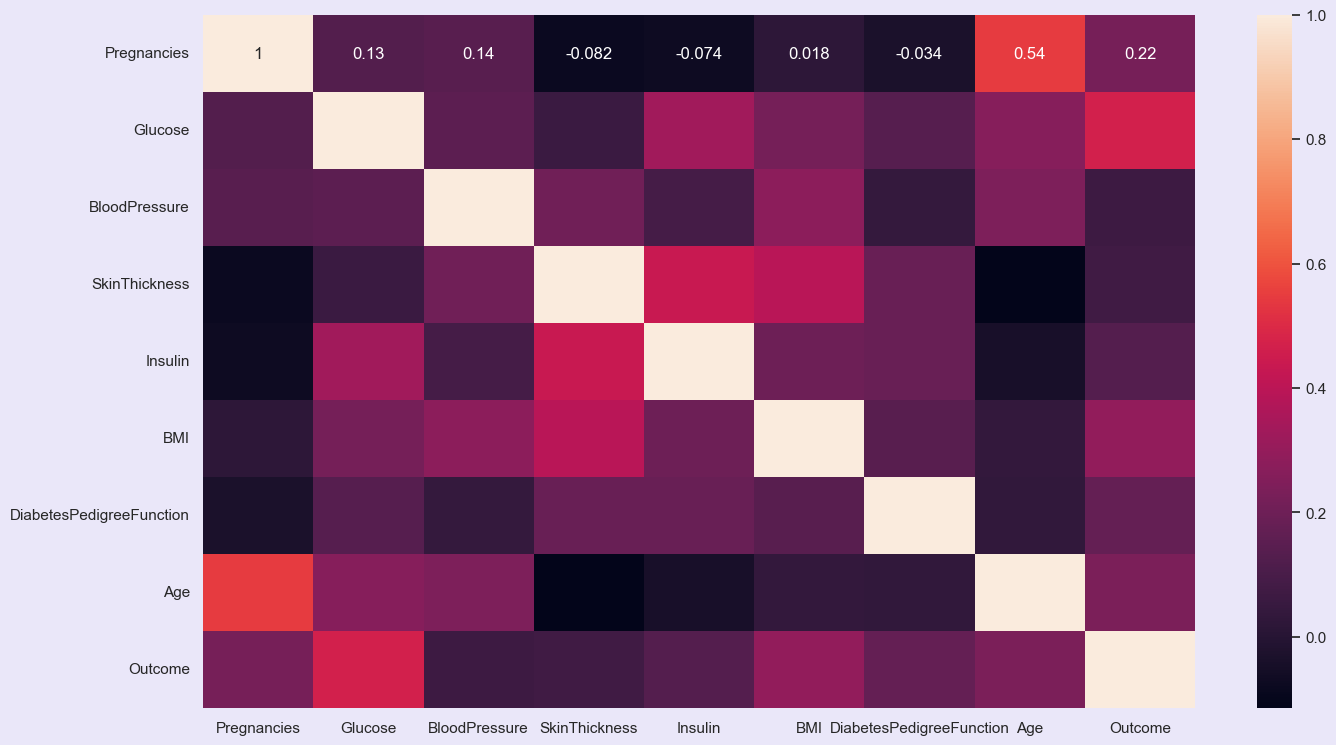 Pregnancies 1 0.13 0.14 -0.082 -0.074 0.018 -0.034 0.54 0.22
Glucose
BloodPressure
SkinThickness
Insulin
BMI
DiabetesPedigreeFunction
Age
Outcome
Pregnancies Glucose BloodPressure SkinThickness Insulin BMI DiabetesPedigreeFunction Age Outcome
1.0
0.8
0.6
0.4
0.2
0.0